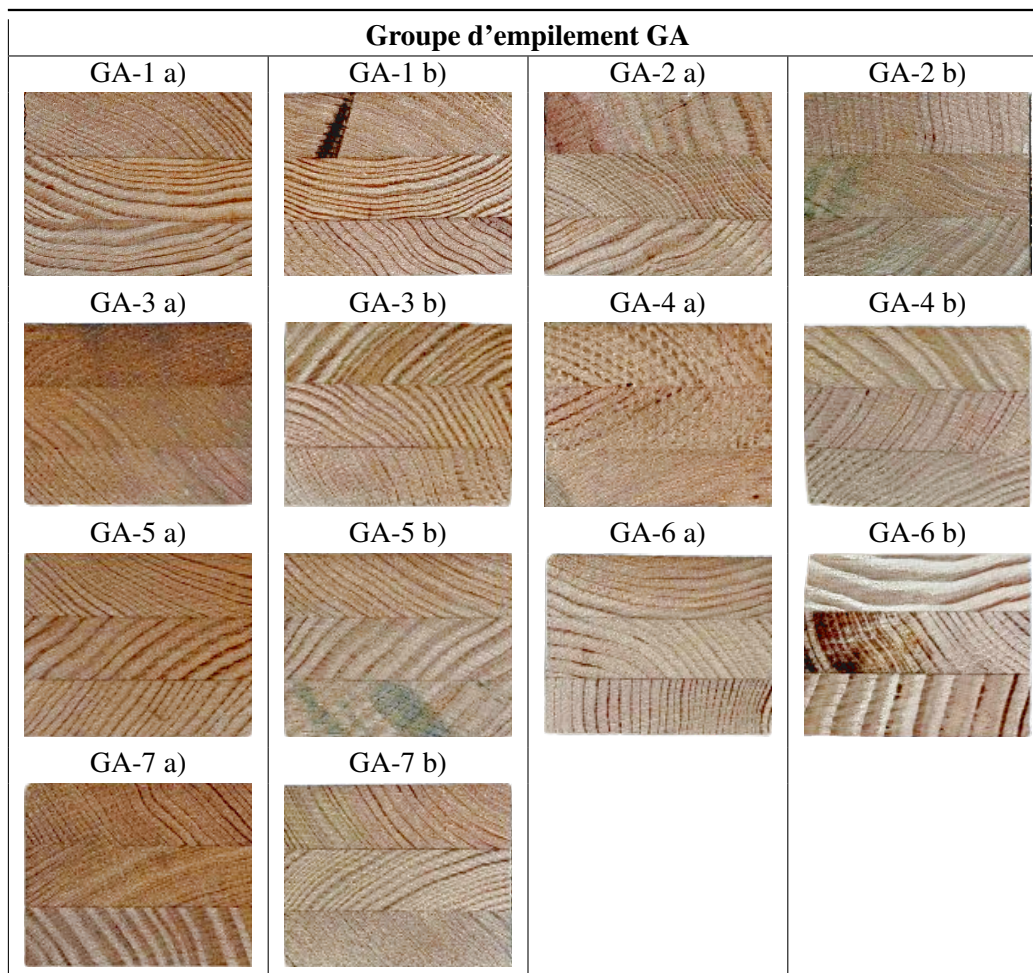 Groupe d'empilement GA
GA-1 a) GA-1 b) GA-2 a) GA-2 b)
GA-3 a) GA-3 b) GA-4 a) GA-4 b)
GA-5 a) GA-5 b) GA-6 a) GA-6 b)
GA-7 a) GA-7 b)